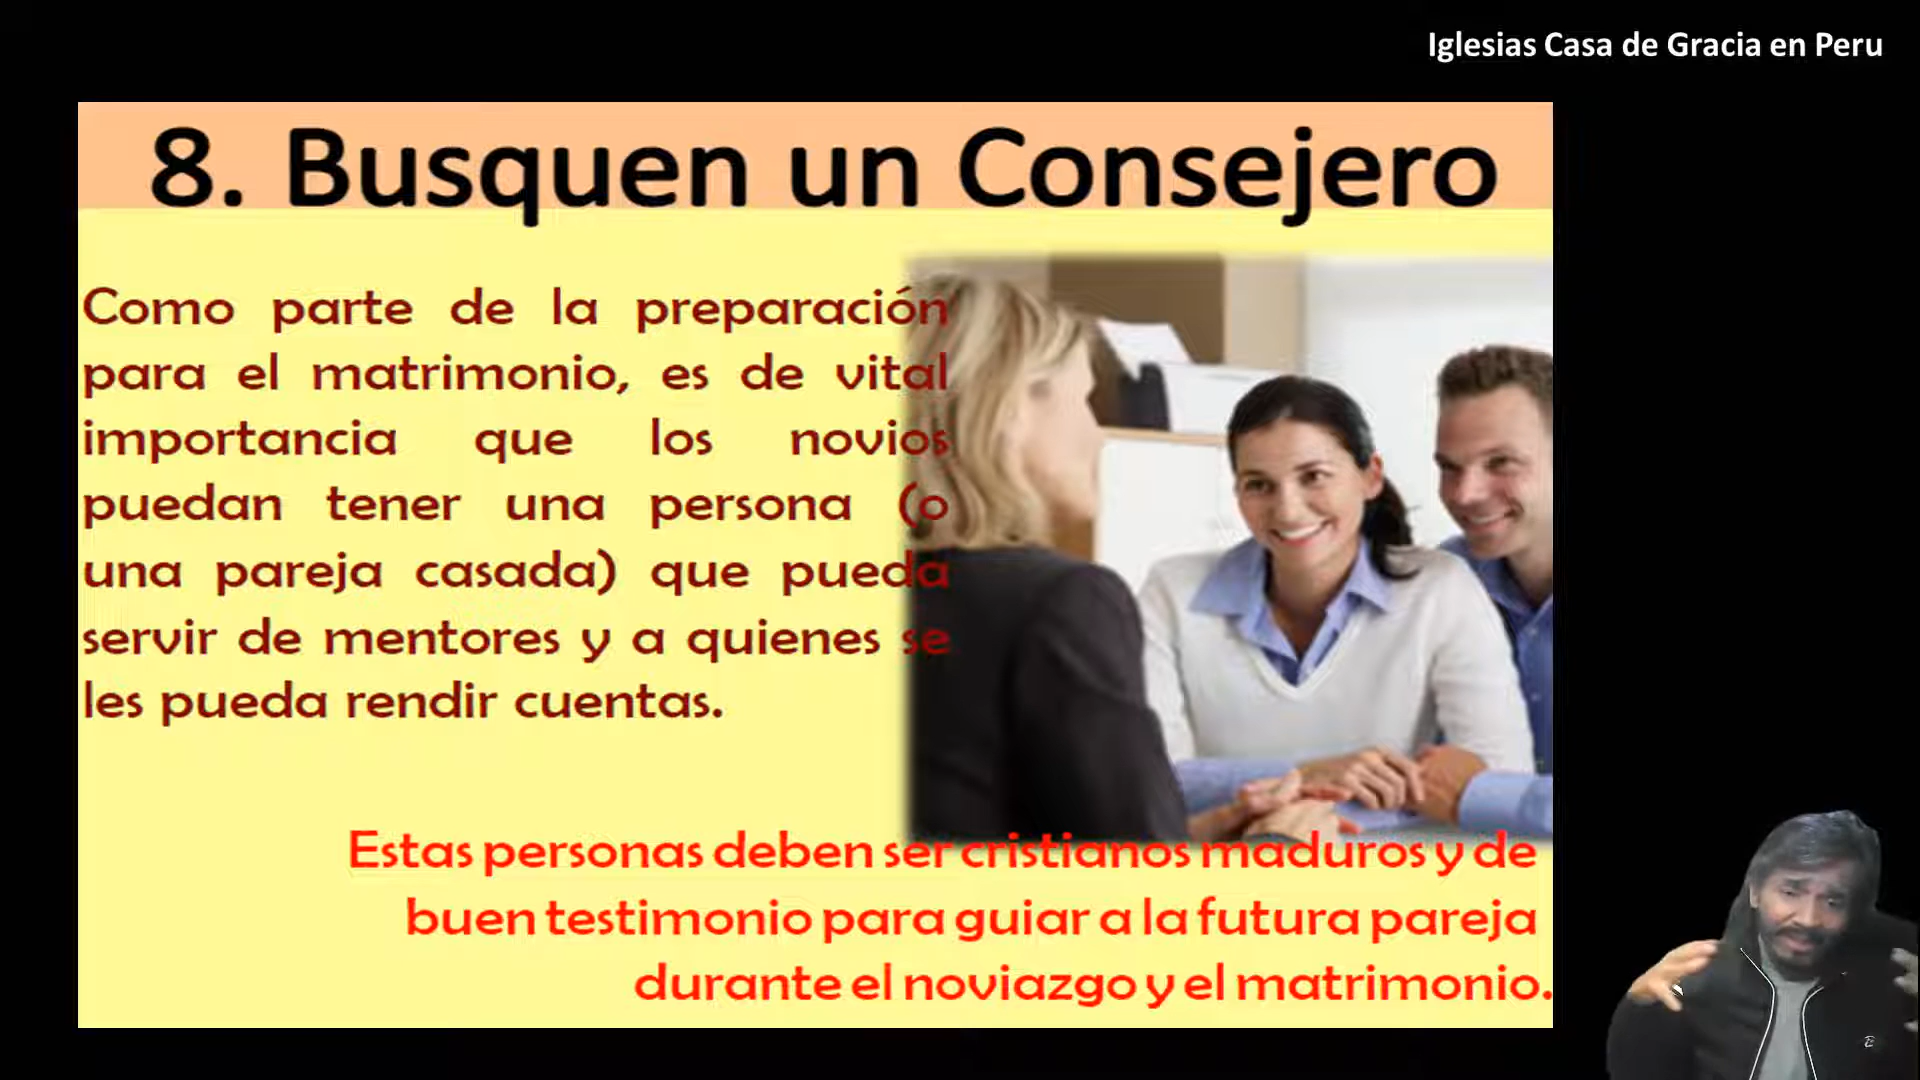 Iglesias Casa de Gracia en Peru
8. Busquen un Consejero
Como parte de la preparación
para el matrimonio, es de vital
importancia que los novios
puedan tener una persona (o
una pareja casada) que pueda
servir de mentores y a quienes se
les pueda rendir cuentas.
Estas personas deben ser cristianos maduros y de
buen testimonio para guiar a la futura pareja
durante el noviazgo y el matrimonio.